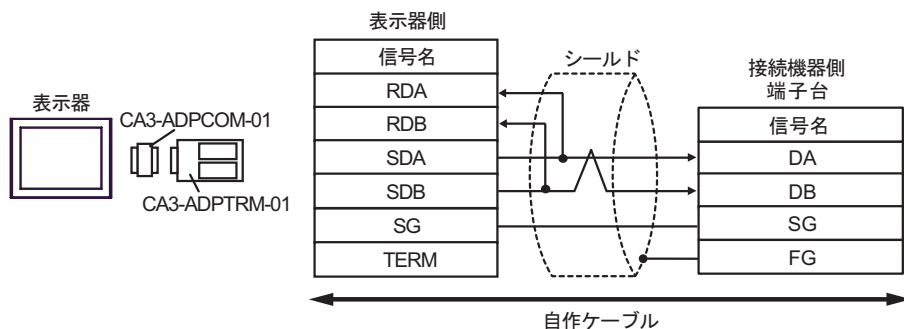 表示器
CA3-ADPCOM-01
CA3-ADPTRM-01
表示器側
信号名
RDA
RDB
SDA
SDB
SG
TERM
シールド
接続機器側
端子台
信号名
DA
DB
SG
FG
自作ケーブル